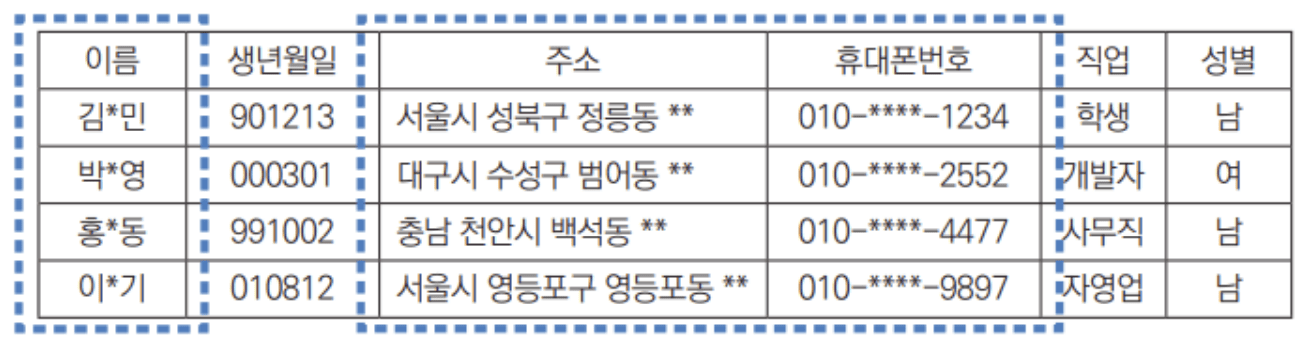 이름 생년월일 주소 휴대폰번호 직업 성별
김*민 901213 서울시 성북구 정릉동 ** 010-****-1234 학생 남
박*영 000301 대구시 수성구 범어동 ** 010-****-2552 개발자 여
홍*동 991002 충남 천안시 백석동 ** 010-****-4477 사무직 남
이*기 010812 서울시 영등포구 영등포동 ** 010-****-9897 자영업 남